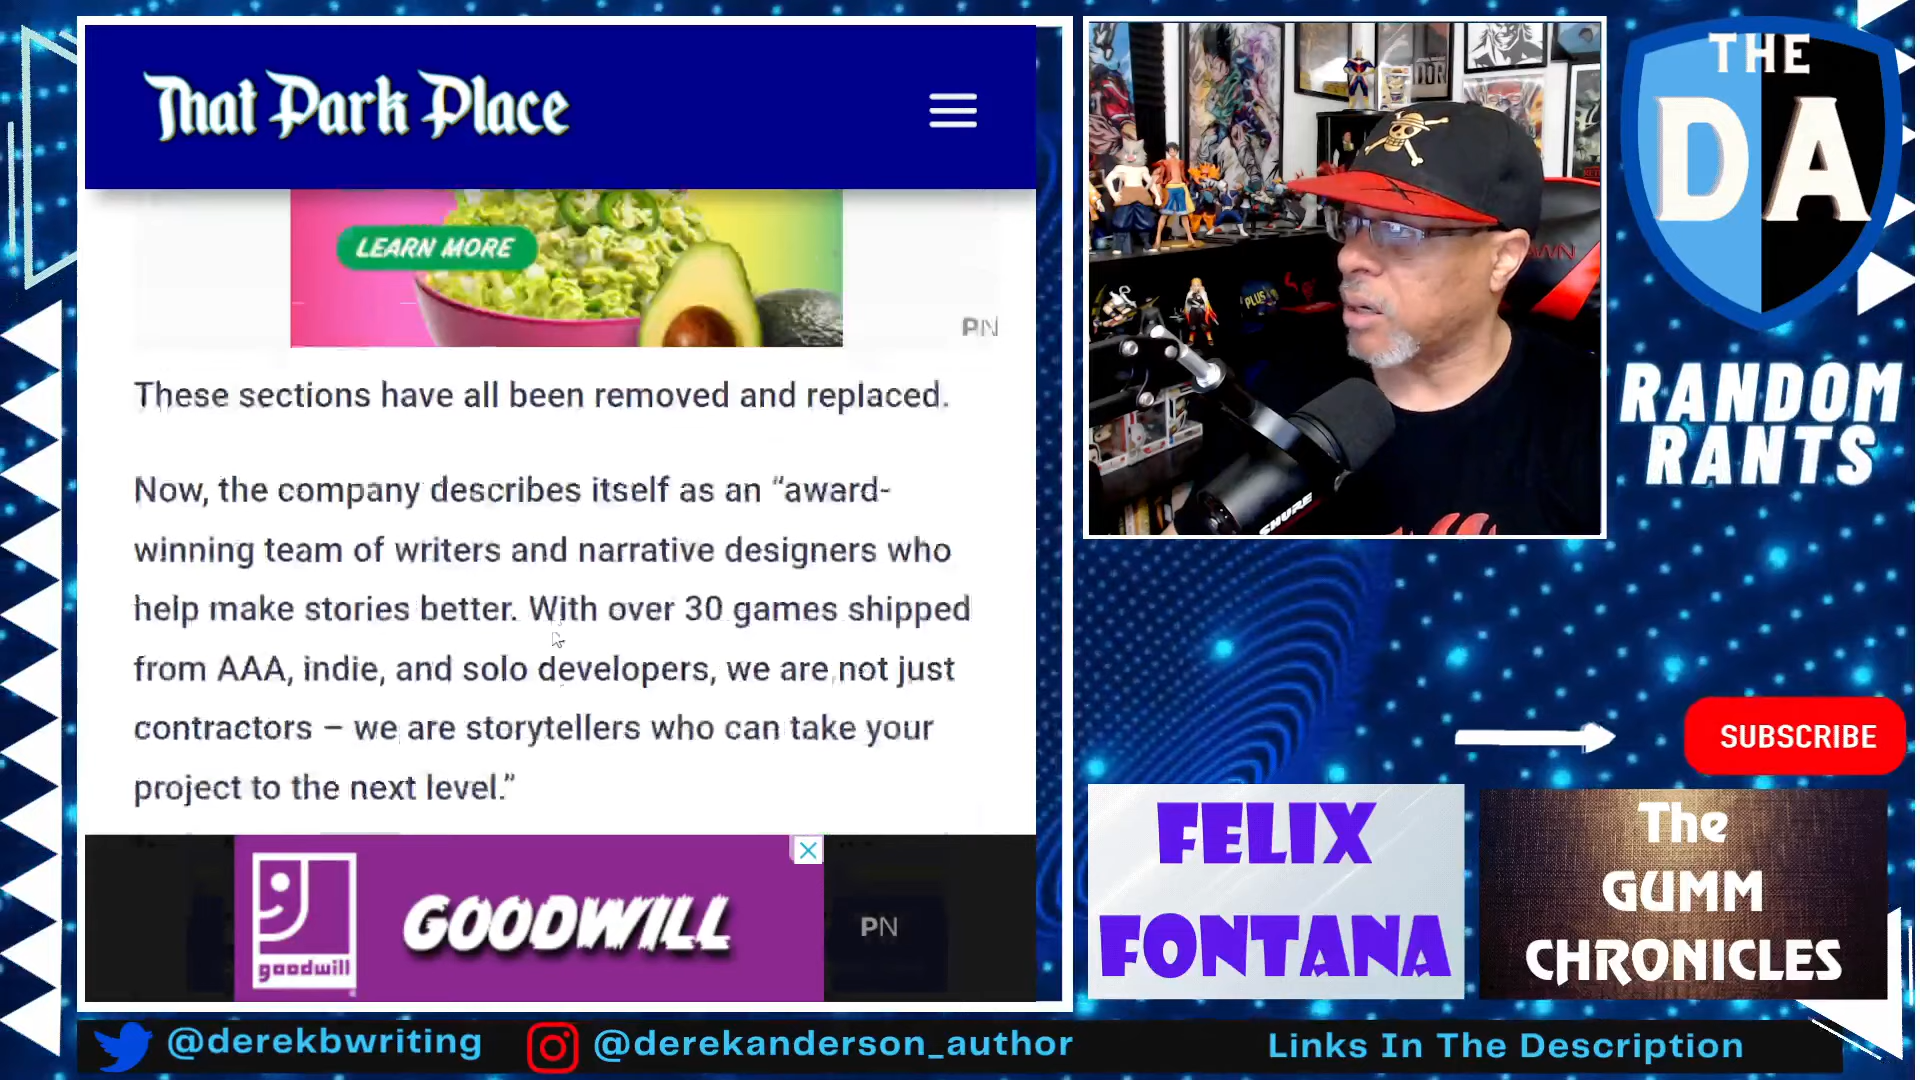 That Park Place
LEARN MORE
PN
These sections have all been removed and replaced.
Now, the company describes itself as an “award-
winning team of writers and narrative designers who
help make stories better. With over 30 games shipped
from AAA, indie, and solo developers, we are not just
contractors – we are storytellers who can take your
project to the next level.”
goodwill
GOODWILL
PN
PLUS
SHURE
THE
DA
RANDOM
RANTS
SUBSCRIBE
FELIX
FONTANA
The
GUMM
CHRONICLES
@derekbwriting
@derekanderson_author
Links In The Description